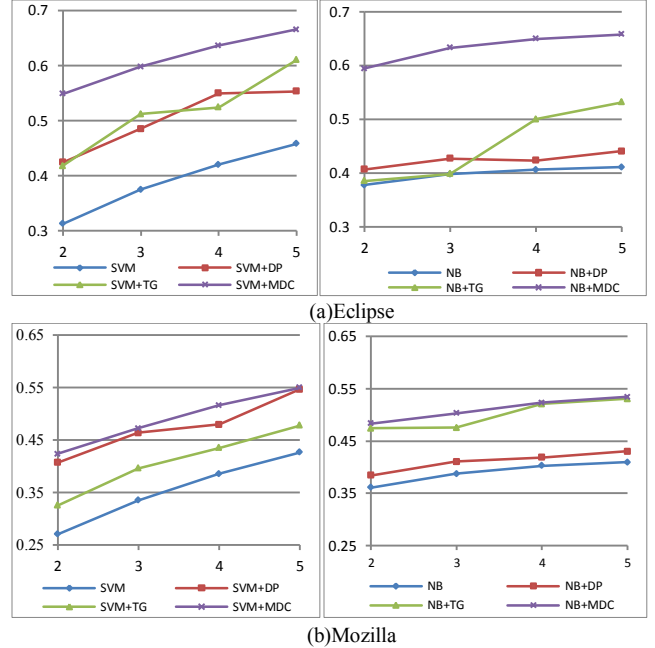 0.7
0.6
0.5
0.4
0.3
2 3 4 5
SVM SVM+DP
SVM+TG SVM+MDC
0.7
0.6
0.5
0.4
0.3
2 3 4 5
NB NB+DP
NB+TG NB+MDC
(a)Eclipse
0.65
0.55
0.45
0.35
0.25
2 3 4 5
SVM SVM+DP
SVM+TG SVM+MDC
0.65
0.55
0.45
0.35
0.25
2 3 4 5
NB NB+DP
NB+TG NB+MDC
(b)Mozilla